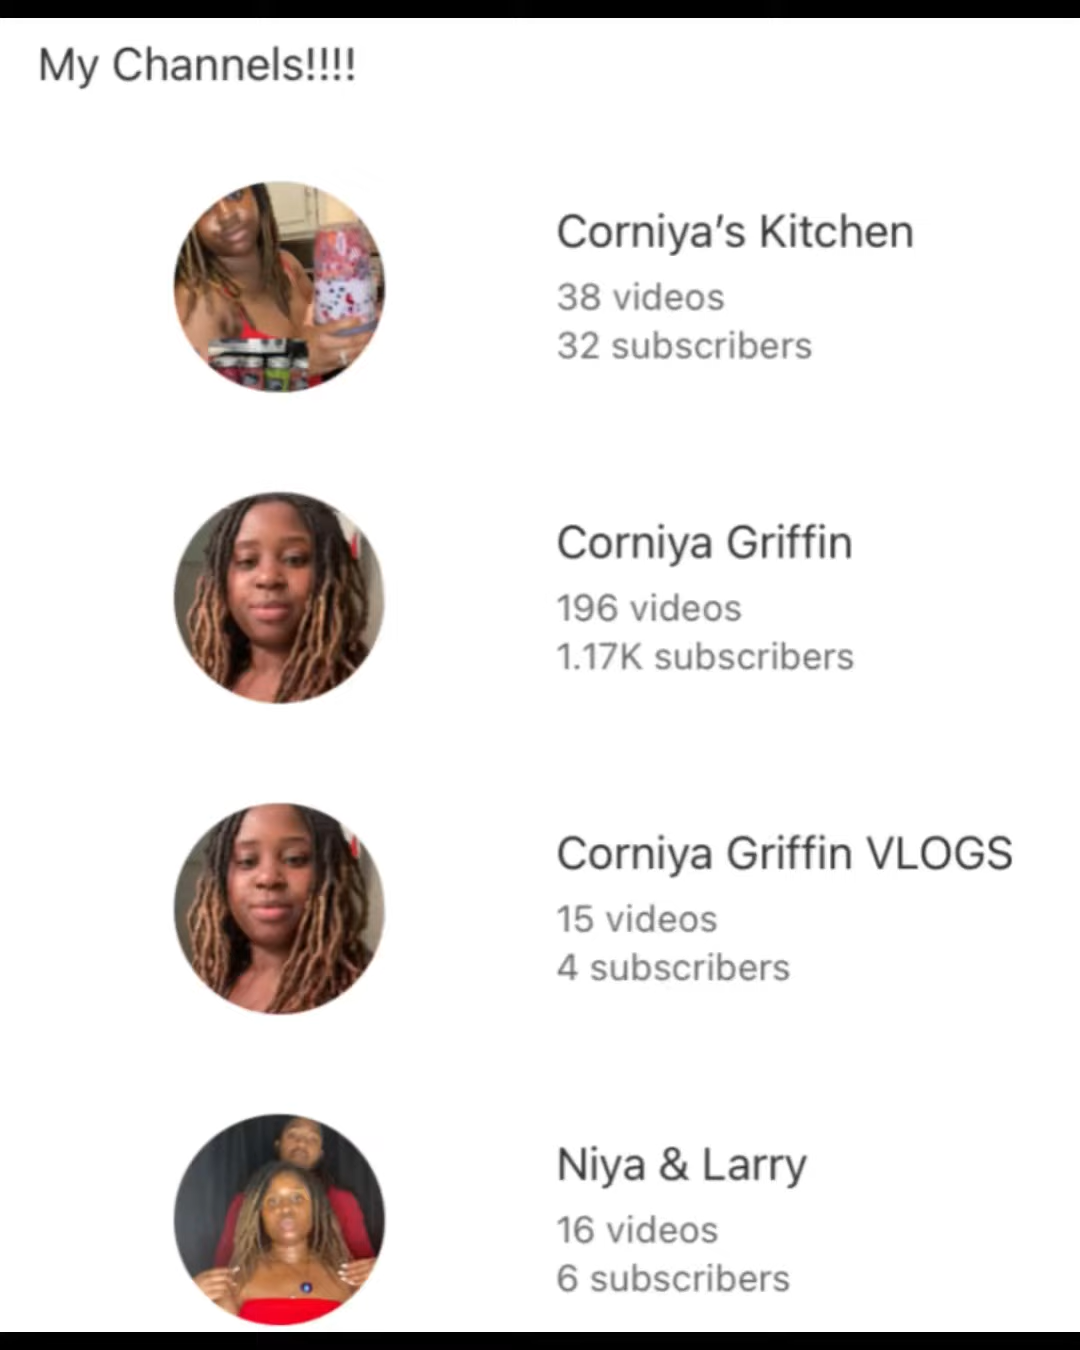 My Channels!!!!
Corniya’s Kitchen
38 videos
32 subscribers
Corniya Griffin
196 videos
1.17K subscribers
Corniya Griffin VLOGS
15 videos
4 subscribers
Niya & Larry
16 videos
6 subscribers